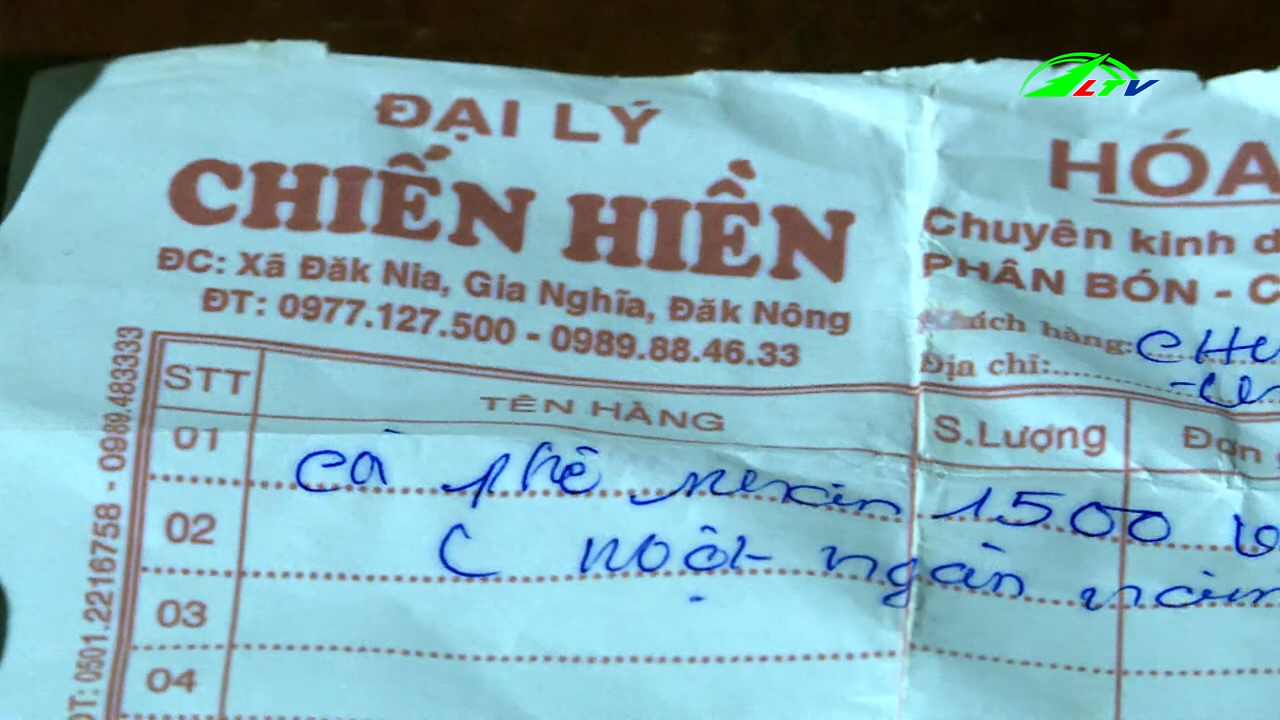 LTV
ĐẠI LÝ
CHIẾN HIỀN
ĐC: Xã Đăk Nia, Gia Nghĩa, Đăk Nông
ĐT: 0977.127.500 - 0989.88.46.33
HÓA
Chuyên kinh d
PHÂN BÓN - C
Khách hàng:
Địa chỉ:
ĐT: 0501.2216758 - 0989.483333
STT TÊN HÀNG S.Lượng Đơn
01 cà phê 1500
02 ( một ngàn năm
03
04